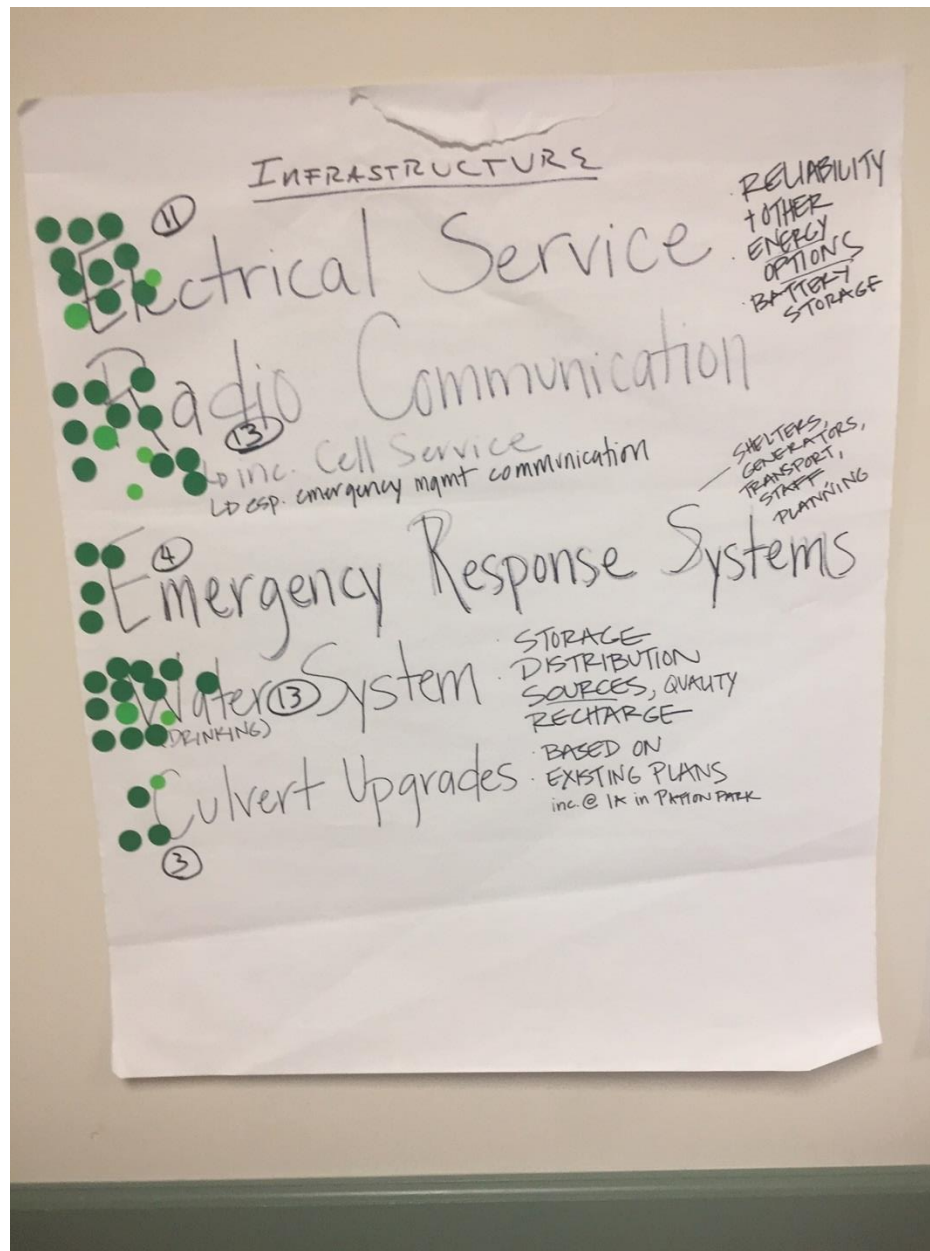 INFRASTRUCTURE
11
Electrical Service
· RELIABILITY
+ OTHER
· ENERGY
OPTIONS
· BATTERY
STORAGE
Radio Communication
13
↳ inc. Cell Service
↳ esp. emergency mgmt communication
4
Emergency Response Systems
SHELTERS,
GENERATORS,
TRANSPORT,
STAFF,
PLANNING
Water 13 System
(DRINKING)
· STORAGE
· DISTRIBUTION
SOURCES, QUALITY
RECHARGE
Culvert Upgrades
· BASED ON
· EXISTING PLANS
inc. @ 1A in PATTON PARK
3